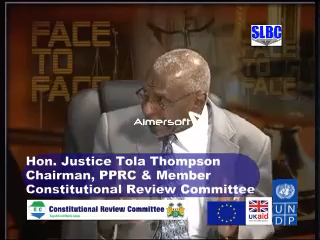 SLBC
FACE
TO
FACE
Aimersoft
Hon. Justice Tola Thompson
Chairman, PPRC & Member
Constitutional Review Committee
Constitutional Review Committee
UKaid
U N
D P